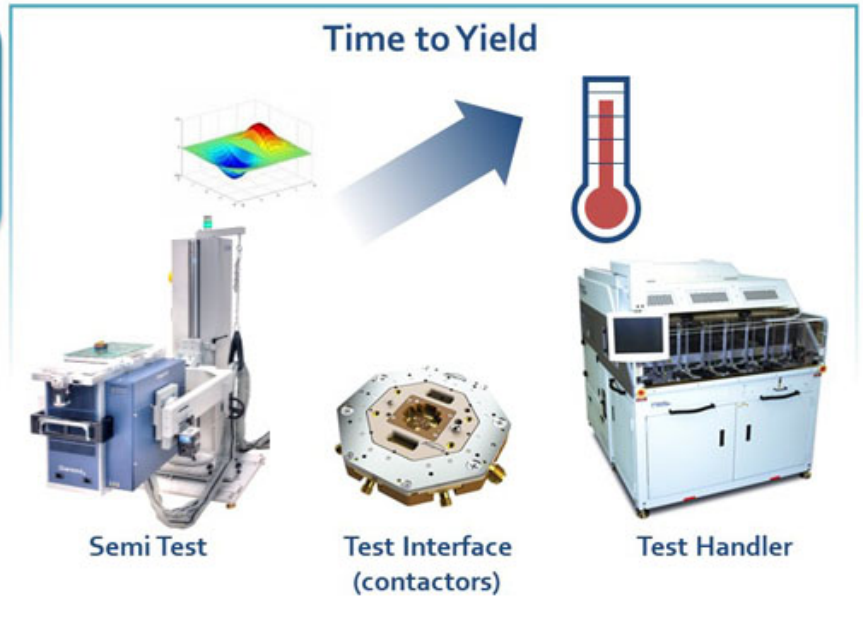 Time to Yield
Semi Test
Test Interface
(contactors)
Test Handler